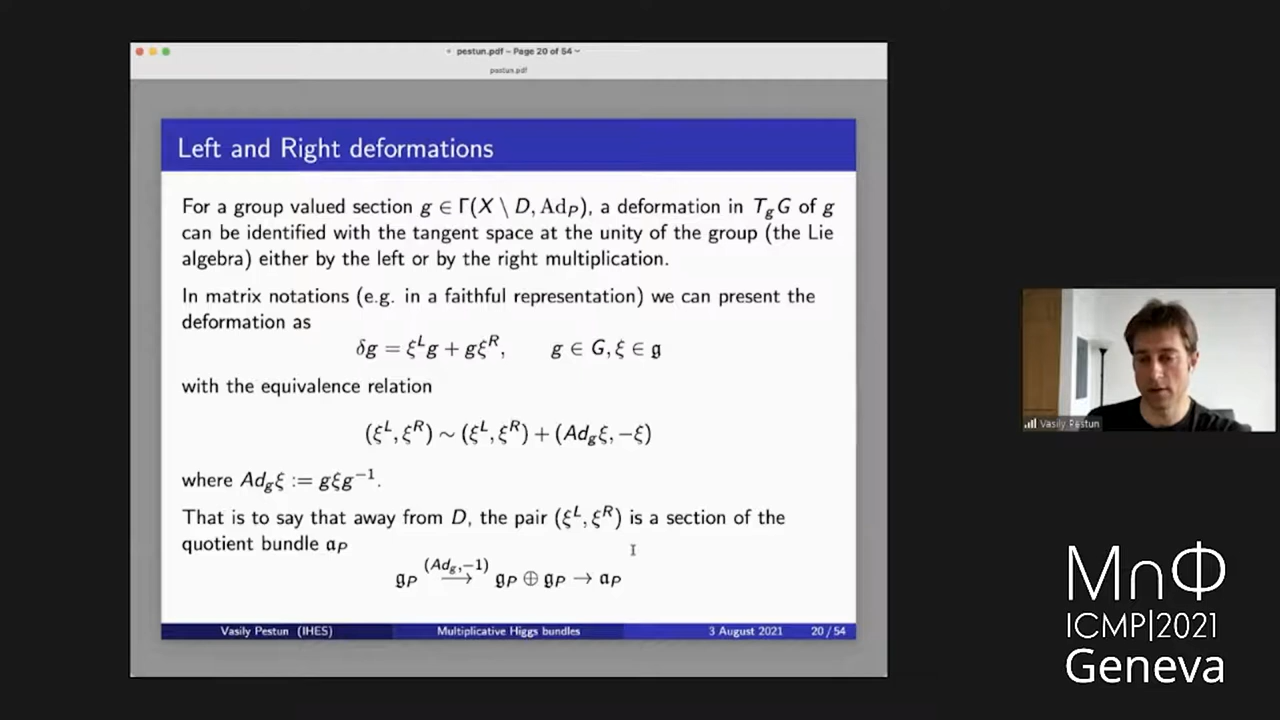 pestun.pdf – Page 20 of 54
pestun.pdf
Left and Right deformations
For a group valued section g ∈ Γ(X \ D, Ad_P), a deformation in T_gG of g
can be identified with the tangent space at the unity of the group (the Lie
algebra) either by the left or by the right multiplication.
In matrix notations (e.g. in a faithful representation) we can present the
deformation as
δg = ξ^L g + gξ^R, g ∈ G, ξ ∈ 𝔤
with the equivalence relation
(ξ^L, ξ^R) ∼ (ξ^L, ξ^R) + (Ad_gξ, −ξ)
where Ad_gξ := gξg^{-1}.
That is to say that away from D, the pair (ξ^L, ξ^R) is a section of the
quotient bundle 𝔞_P
𝔤_P (Ad_g,−1)⟶ 𝔤_P ⊕ 𝔤_P → 𝔞_P
Vasily Pestun (IHES) Multiplicative Higgs bundles 3 August 2021 20 / 54
Vasily Pestun
M∩Φ
ICMP|2021
Geneva